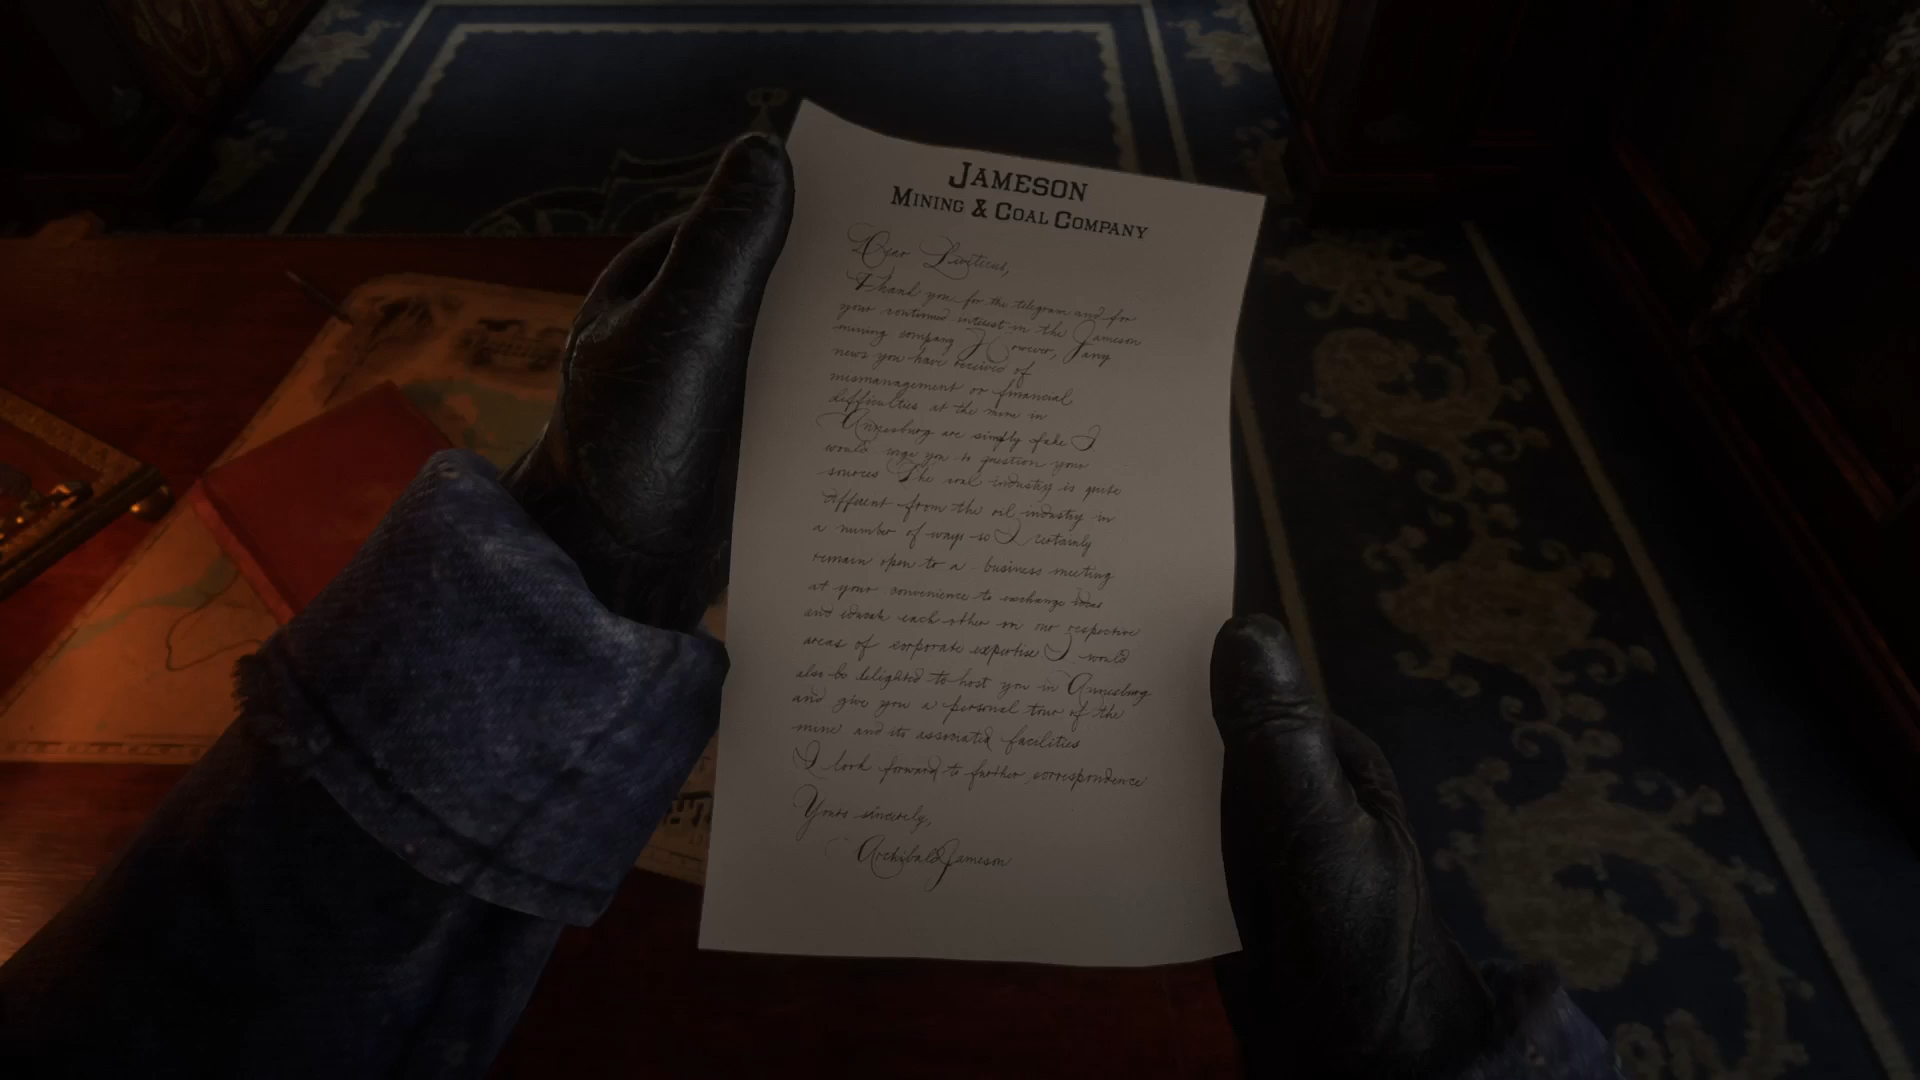 JAMESON
MINING & COAL COMPANY
Dear Leviticus,
Thank you for the telegram and for
your continued interest in the Jameson
mining company However, any
news you have received of
mismanagement or financial
difficulties at the mine in
Annesburg are simply fake I
would urge you to question your
sources The coal industry is quite
different from the oil industry in
a number of ways so I certainly
remain open to a business meeting
at your convenience to exchange ideas
and educate each other on our respective
areas of corporate expertise I would
also be delighted to host you in Annesburg
and give you a personal tour of the
mine and its associated facilities
I look forward to further correspondence
Yours sincerely,
Archibald Jameson